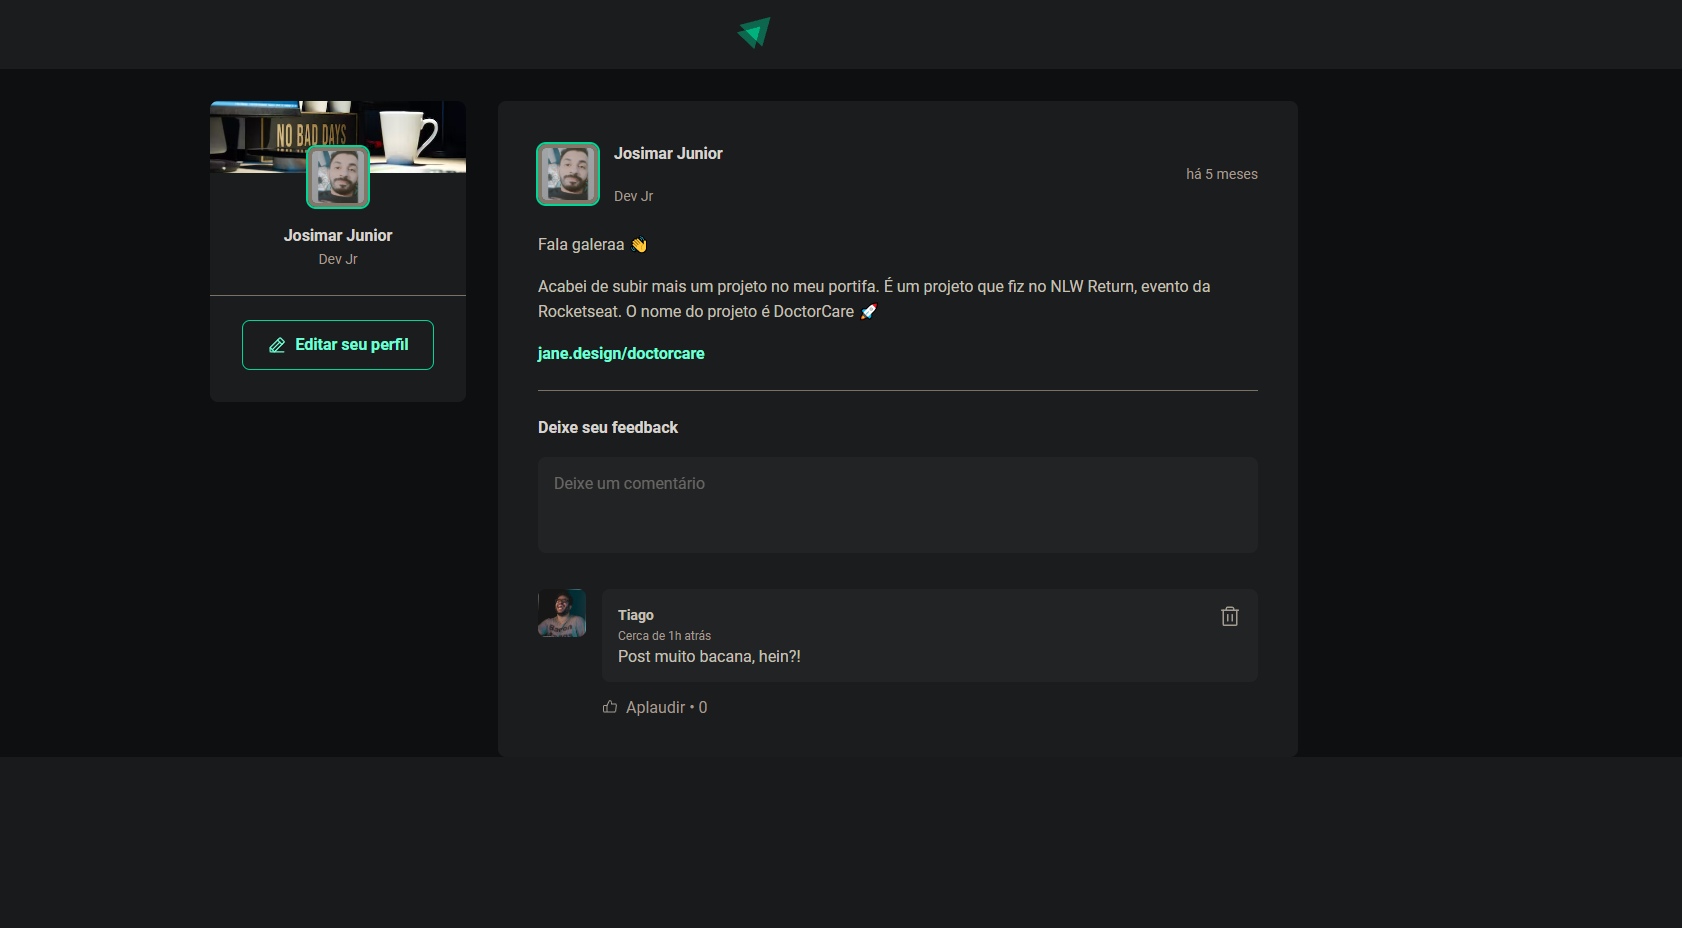 NO BAD DAYS
Josimar Junior
Dev Jr
Editar seu perfil
Josimar Junior
Dev Jr
há 5 meses
Fala galeraa 👋
Acabei de subir mais um projeto no meu portifa. É um projeto que fiz no NLW Return, evento da
Rocketseat. O nome do projeto é DoctorCare 🚀
jane.design/doctorcare
Deixe seu feedback
Deixe um comentário
Tiago
Cerca de 1h atrás
Post muito bacana, hein?!
Aplaudir • 0